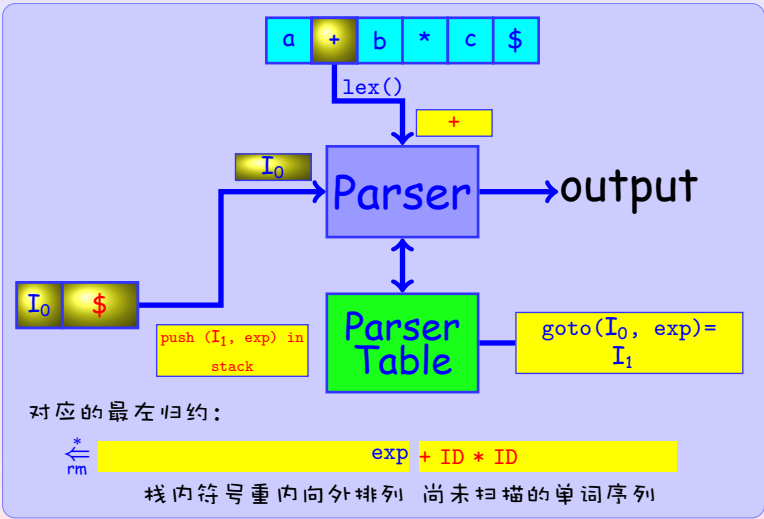 a + b * c $
lex()
+
I₀
Parser
output
I₀ $
push (I₁, exp) in
stack
Parser
Table
goto(I₀, exp)=
I₁
对应的最左归约:
*
⇐
rm
exp + ID * ID
栈内符号重内向外排列 尚未扫描的单词序列